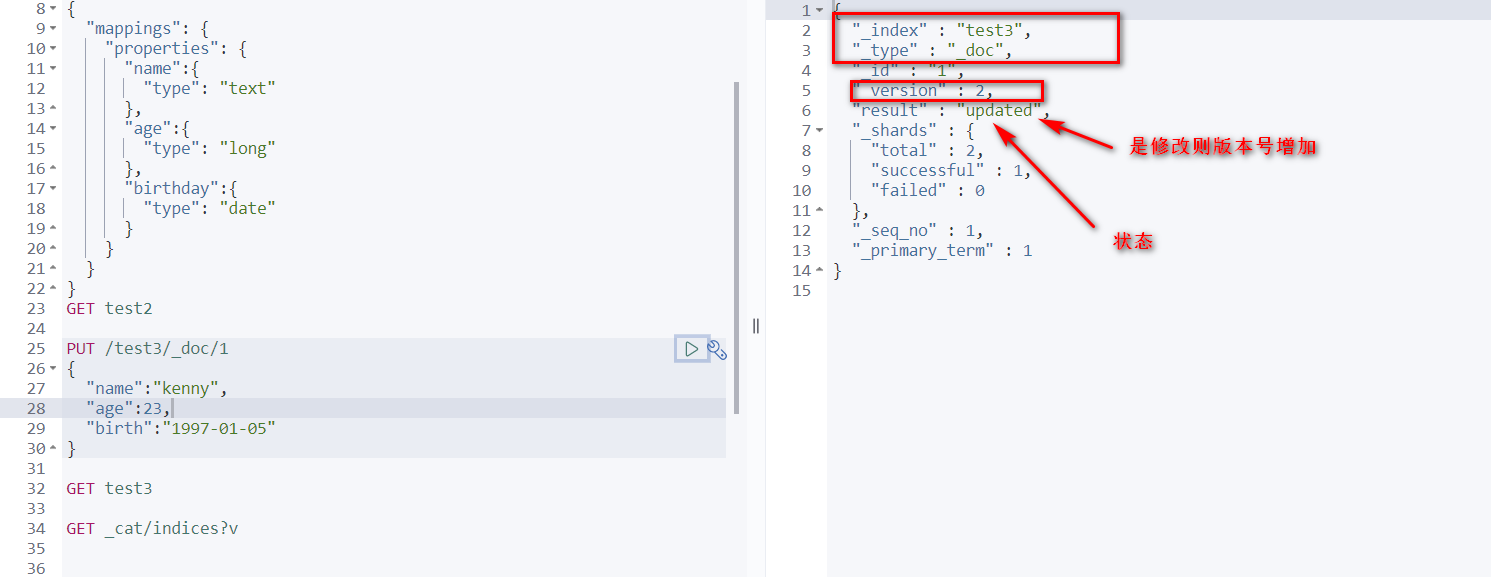 8 {
9 "mappings": {
10 "properties": {
11 "name":{
12 "type": "text"
13 },
14 "age":{
15 "type": "long"
16 },
17 "birthday":{
18 "type": "date"
19 }
20 }
21 }
22 }
23 GET test2
24
25 PUT /test3/_doc/1
26 {
27 "name":"kenny",
28 "age":23,
29 "birth":"1997-01-05"
30 }
31
32 GET test3
33
34 GET _cat/indices?v
35
36
1 {
2 "_index" : "test3",
3 "_type" : "_doc",
4 "_id" : "1",
5 "_version" : 2,
6 "result" : "updated",
7 "_shards" : {
8 "total" : 2,
9 "successful" : 1,
10 "failed" : 0
11 },
12 "_seq_no" : 1,
13 "_primary_term" : 1
14 }
15
是修改则版本号增加
状态